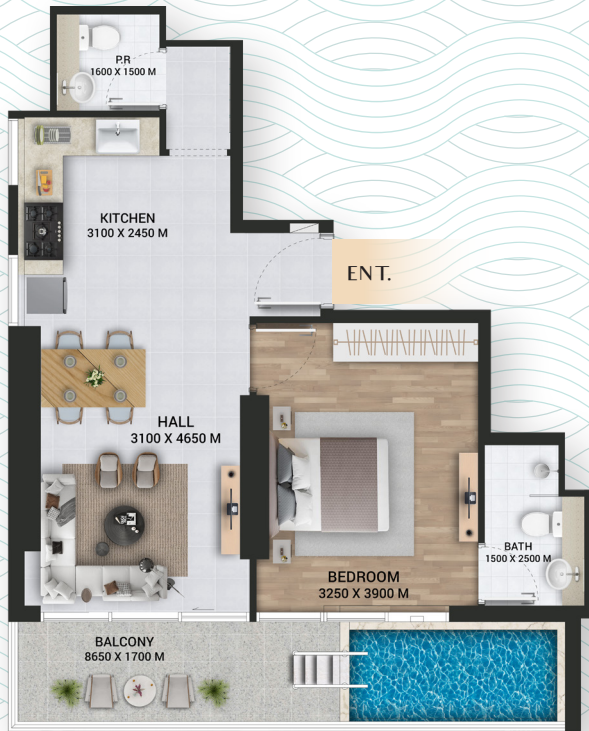 P.R
1600 X 1500 M
KITCHEN
3100 X 2450 M
ENT.
HALL
3100 X 4650 M
BATH
1500 X 2500 M
BEDROOM
3250 X 3900 M
BALCONY
8650 X 1700 M